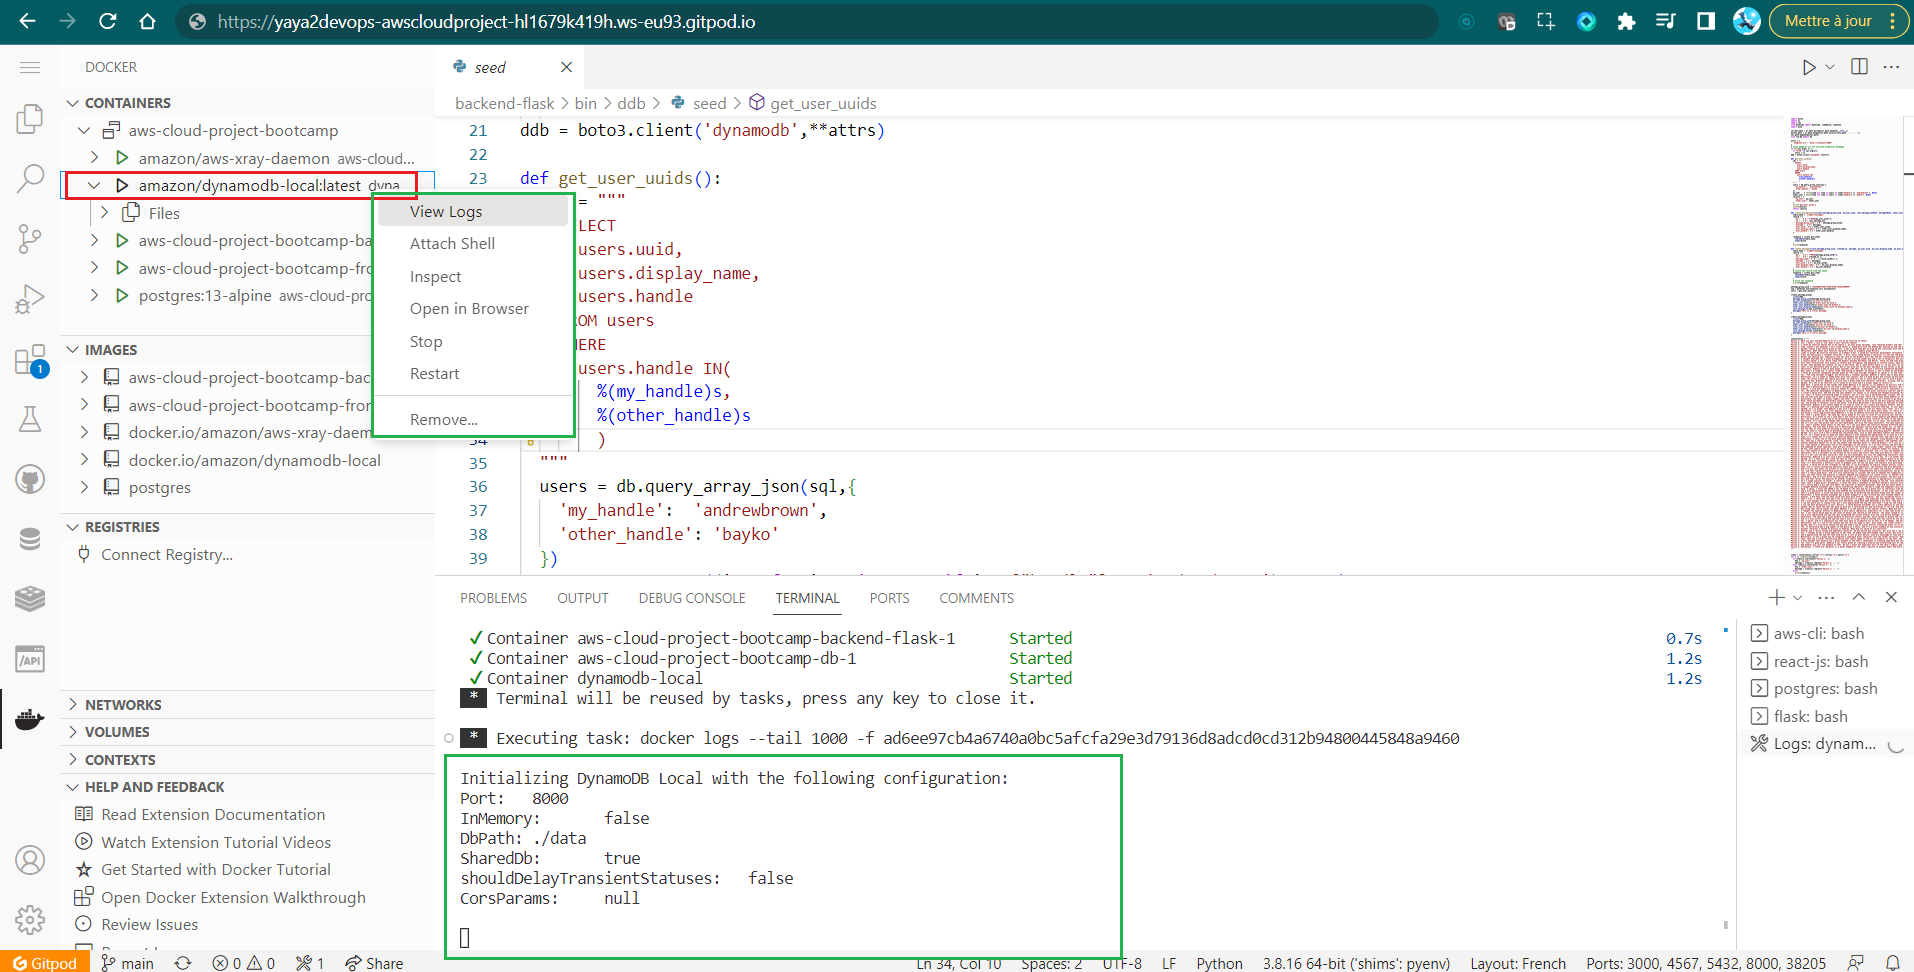 https://yaya2devops-awscloudproject-hl1679k419h.ws-eu93.gitpod.io
Mettre à jour
DOCKER
CONTAINERS
aws-cloud-project-bootcamp
amazon/aws-xray-daemon aws-cloud...
amazon/dynamodb-local:latest dyna
Files
aws-cloud-project-bootcamp-ba
aws-cloud-project-bootcamp-fro
postgres:13-alpine aws-cloud-pro
IMAGES
aws-cloud-project-bootcamp-bac
aws-cloud-project-bootcamp-fron
docker.io/amazon/aws-xray-daem
docker.io/amazon/dynamodb-local
postgres
REGISTRIES
Connect Registry...
NETWORKS
VOLUMES
CONTEXTS
HELP AND FEEDBACK
Read Extension Documentation
Watch Extension Tutorial Videos
Get Started with Docker Tutorial
Open Docker Extension Walkthrough
Review Issues
View Logs
Attach Shell
Inspect
Open in Browser
Stop
Restart
Remove...
seed
backend-flask > bin > ddb > seed > get_user_uuids
21 ddb = boto3.client('dynamodb',**attrs)
22
23 def get_user_uuids():
= """
LECT
users.uuid,
users.display_name,
users.handle
OM users
HERE
users.handle IN(
%(my_handle)s,
%(other_handle)s
34 )
35 """
36 users = db.query_array_json(sql,{
37 'my_handle': 'andrewbrown',
38 'other_handle': 'bayko'
39 })
PROBLEMS OUTPUT DEBUG CONSOLE TERMINAL PORTS COMMENTS
✓ Container aws-cloud-project-bootcamp-backend-flask-1 Started 0.7s
✓ Container aws-cloud-project-bootcamp-db-1 Started 1.2s
✓ Container dynamodb-local Started 1.2s
* Terminal will be reused by tasks, press any key to close it.
* Executing task: docker logs --tail 1000 -f ad6ee97cb4a6740a0bc5afcfa29e3d79136d8adcd0cd312b94800445848a9460
Initializing DynamoDB Local with the following configuration:
Port: 8000
InMemory: false
DbPath: ./data
SharedDb: true
shouldDelayTransientStatuses: false
CorsParams: null
aws-cli: bash
react-js: bash
postgres: bash
flask: bash
Logs: dynam...
1
/API
Gitpod main 0 0 1 Share Ln 34, Col 10 Spaces: 2 UTF-8 LF Python 3.8.16 64-bit ('shims': pyenv) Layout: French Ports: 3000, 4567, 5432, 8000, 38205